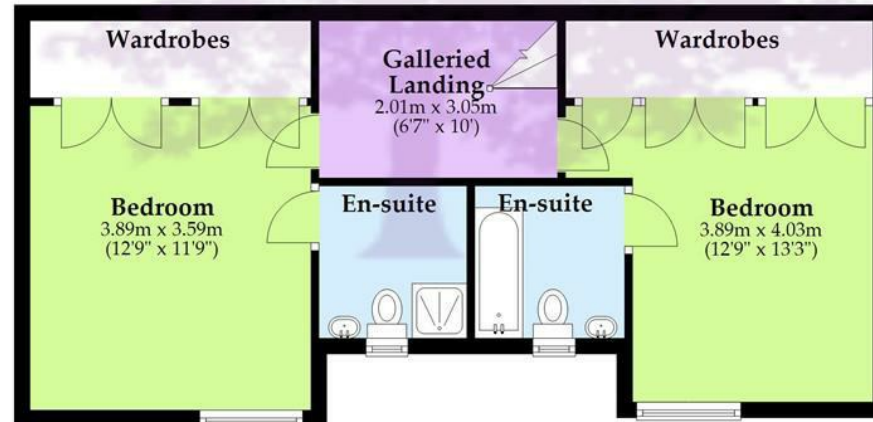 Wardrobes
Galleried
Landing
2.01m x 3.05m
(6'7" x 10')
Wardrobes
Bedroom
3.89m x 3.59m
(12'9" x 11'9")
En-suite
En-suite
Bedroom
3.89m x 4.03m
(12'9" x 13'3")